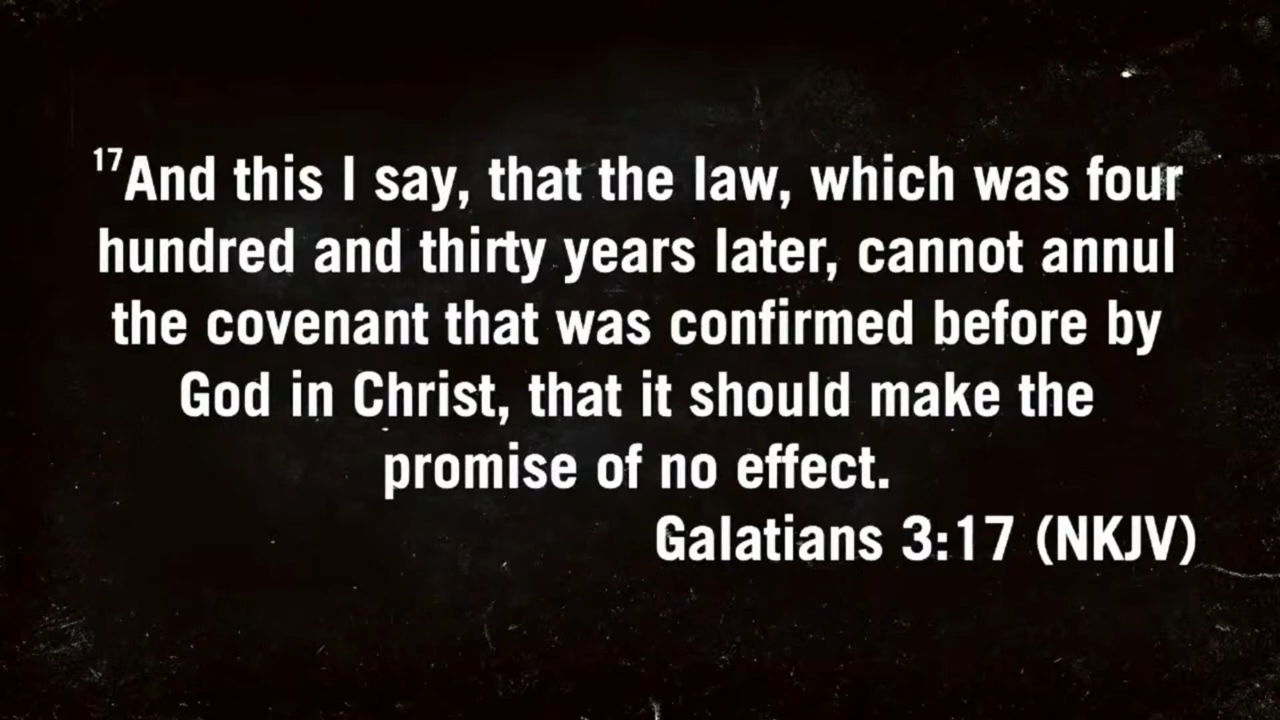 17And this I say, that the law, which was four
hundred and thirty years later, cannot annul
the covenant that was confirmed before by
God in Christ, that it should make the
promise of no effect.
Galatians 3:17 (NKJV)